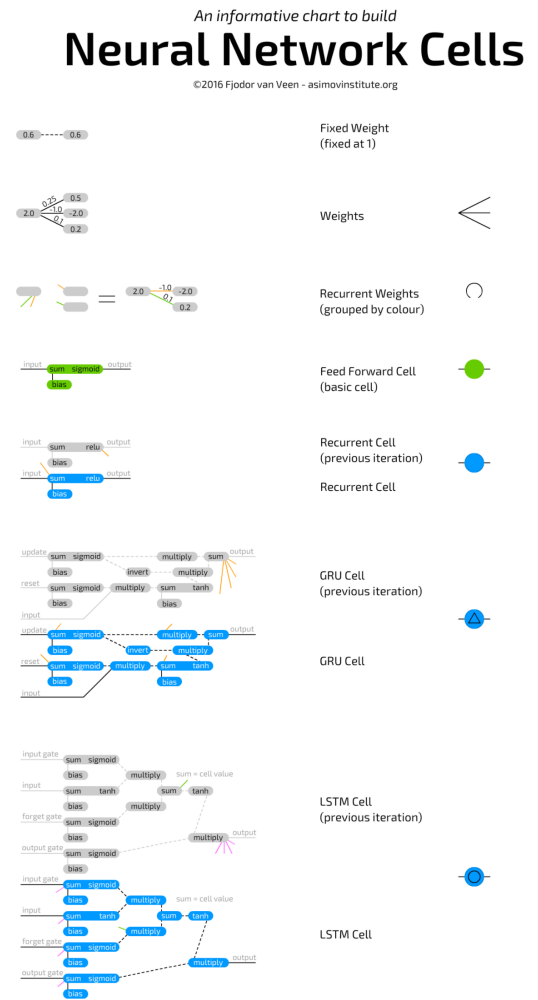 An informative chart to build
Neural Network Cells
©2016 Fjodor van Veen - asimovinstitute.org
0.6 0.6
Fixed Weight
(fixed at 1)
2.0 0.25 0.5
-1.0 -2.0
0.1 0.2
Weights
= 2.0 -1.0 -2.0
0.1 0.2
Recurrent Weights
(grouped by colour)
input sum sigmoid output
bias
Feed Forward Cell
(basic cell)
input sum relu output
bias
input sum relu output
bias
Recurrent Cell
(previous iteration)
Recurrent Cell
update sum sigmoid multiply sum output
bias invert multiply
reset sum sigmoid multiply sum tanh
bias bias
input
GRU Cell
(previous iteration)
update sum sigmoid multiply sum output
bias invert multiply
reset sum sigmoid multiply sum tanh
bias bias
input
GRU Cell
input gate sum sigmoid
bias multiply sum = cell value
input sum tanh sum tanh
bias multiply
forget gate sum sigmoid
bias multiply output
output gate sum sigmoid
bias
LSTM Cell
(previous iteration)
input gate sum sigmoid
bias multiply sum = cell value
input sum tanh sum tanh
bias multiply
forget gate sum sigmoid
bias multiply output
output gate sum sigmoid
bias
LSTM Cell